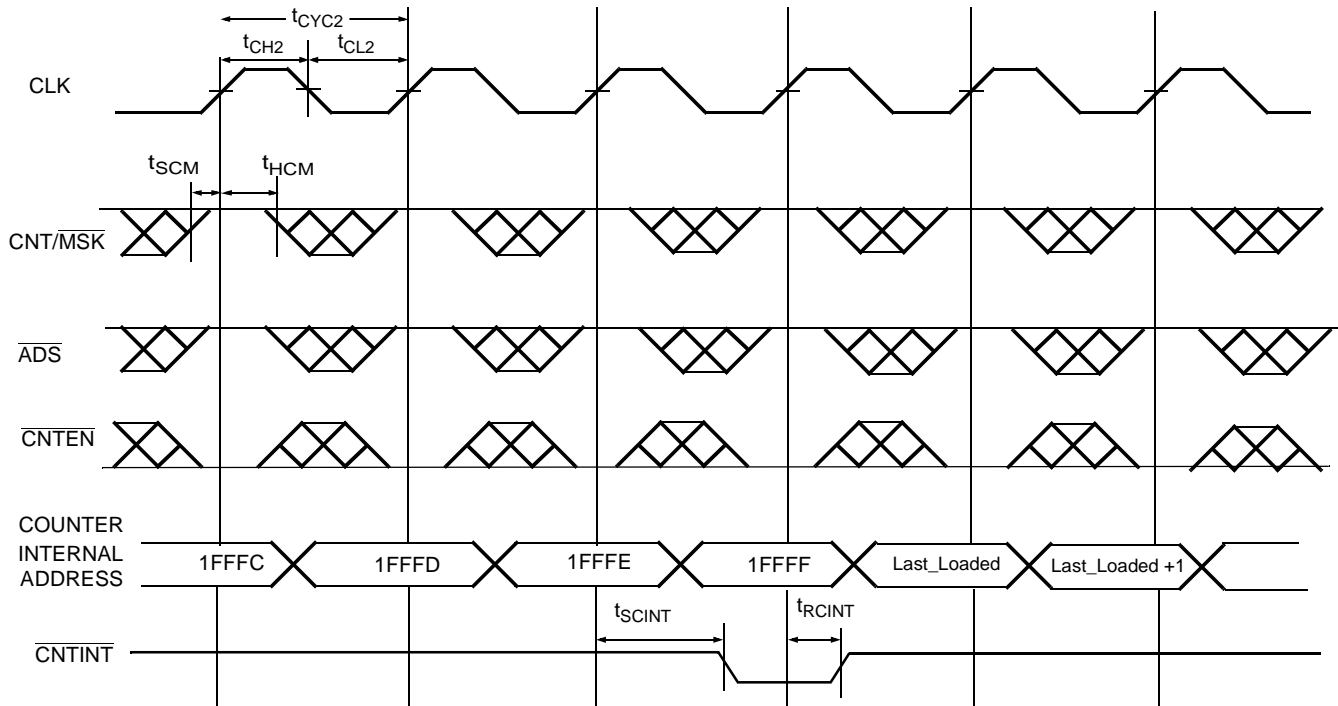 tCYC2
tCH2
tCL2
CLK
tSCM
tHCM
CNT/MSK
ADS
CNTEN
COUNTER
INTERNAL
ADDRESS
1FFFC
1FFFD
1FFFE
1FFFF
Last_Loaded
Last_Loaded +1
tSCINT
tRCINT
CNTINT